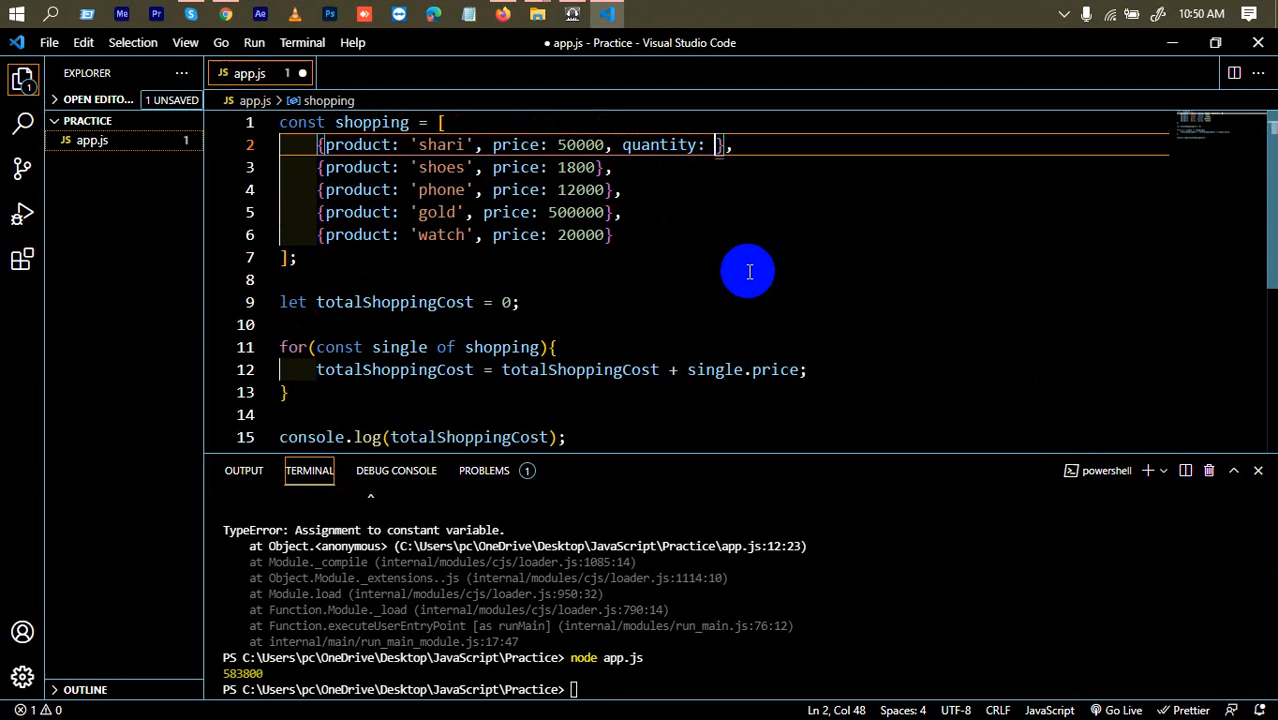 Me
Pr
Ae
Ps
10:50 AM
File Edit Selection View Go Run Terminal Help
● app.js - Practice - Visual Studio Code
EXPLORER
JS app.js 1
OPEN EDITO... 1 UNSAVED
JS app.js > shopping
PRACTICE
JS app.js 1
1 const shopping = [
2 {product: 'shari', price: 50000, quantity: },
3 {product: 'shoes', price: 1800},
4 {product: 'phone', price: 12000},
5 {product: 'gold', price: 500000},
6 {product: 'watch', price: 20000}
7 ];
8
9 let totalShoppingCost = 0;
10
11 for(const single of shopping){
12 totalShoppingCost = totalShoppingCost + single.price;
13 }
14
15 console.log(totalShoppingCost);
OUTPUT TERMINAL DEBUG CONSOLE PROBLEMS 1
powershell
^
TypeError: Assignment to constant variable.
at Object.<anonymous> (C:\Users\pc\OneDrive\Desktop\JavaScript\Practice\app.js:12:23)
at Module._compile (internal/modules/cjs/loader.js:1085:14)
at Object.Module._extensions..js (internal/modules/cjs/loader.js:1114:10)
at Module.load (internal/modules/cjs/loader.js:950:32)
at Function.Module._load (internal/modules/cjs/loader.js:790:14)
at Function.executeUserEntryPoint [as runMain] (internal/modules/run_main.js:76:12)
at internal/main/run_main_module.js:17:47
PS C:\Users\pc\OneDrive\Desktop\JavaScript\Practice> node app.js
583800
PS C:\Users\pc\OneDrive\Desktop\JavaScript\Practice>
OUTLINE
1 0
Ln 2, Col 48 Spaces: 4 UTF-8 CRLF JavaScript Go Live Prettier